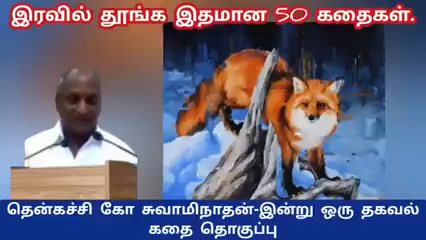 இரவில் தூங்க இதமான 50 கதைகள்.
தென்கச்சி கோ சுவாமிநாதன்-இன்று ஒரு தகவல்
கதை தொகுப்பு